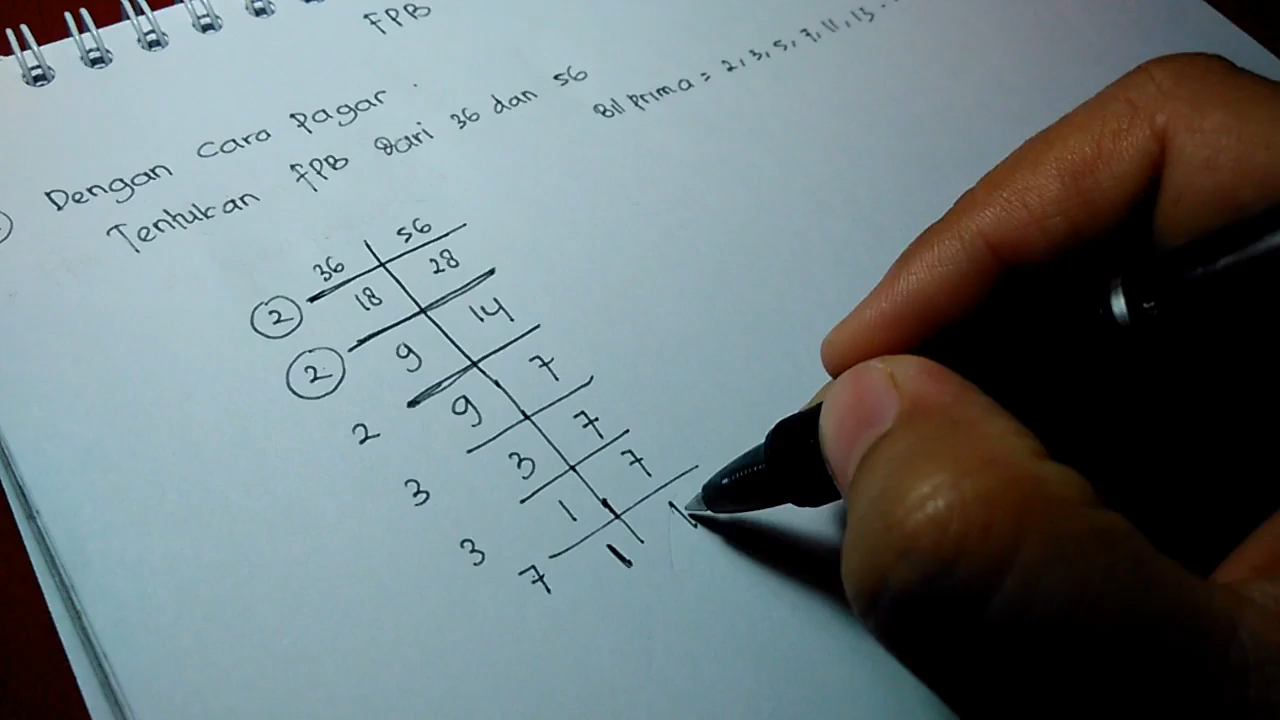 FPB
Dengan Cara Pagar.
Tentukan FPB dari 36 dan 56
Bil prima = 2, 3, 5, 7, 11, 13 ..
36 56
2 18 28
2 9 14
2 9 7
3 3 7
3 1 7
7 1 1